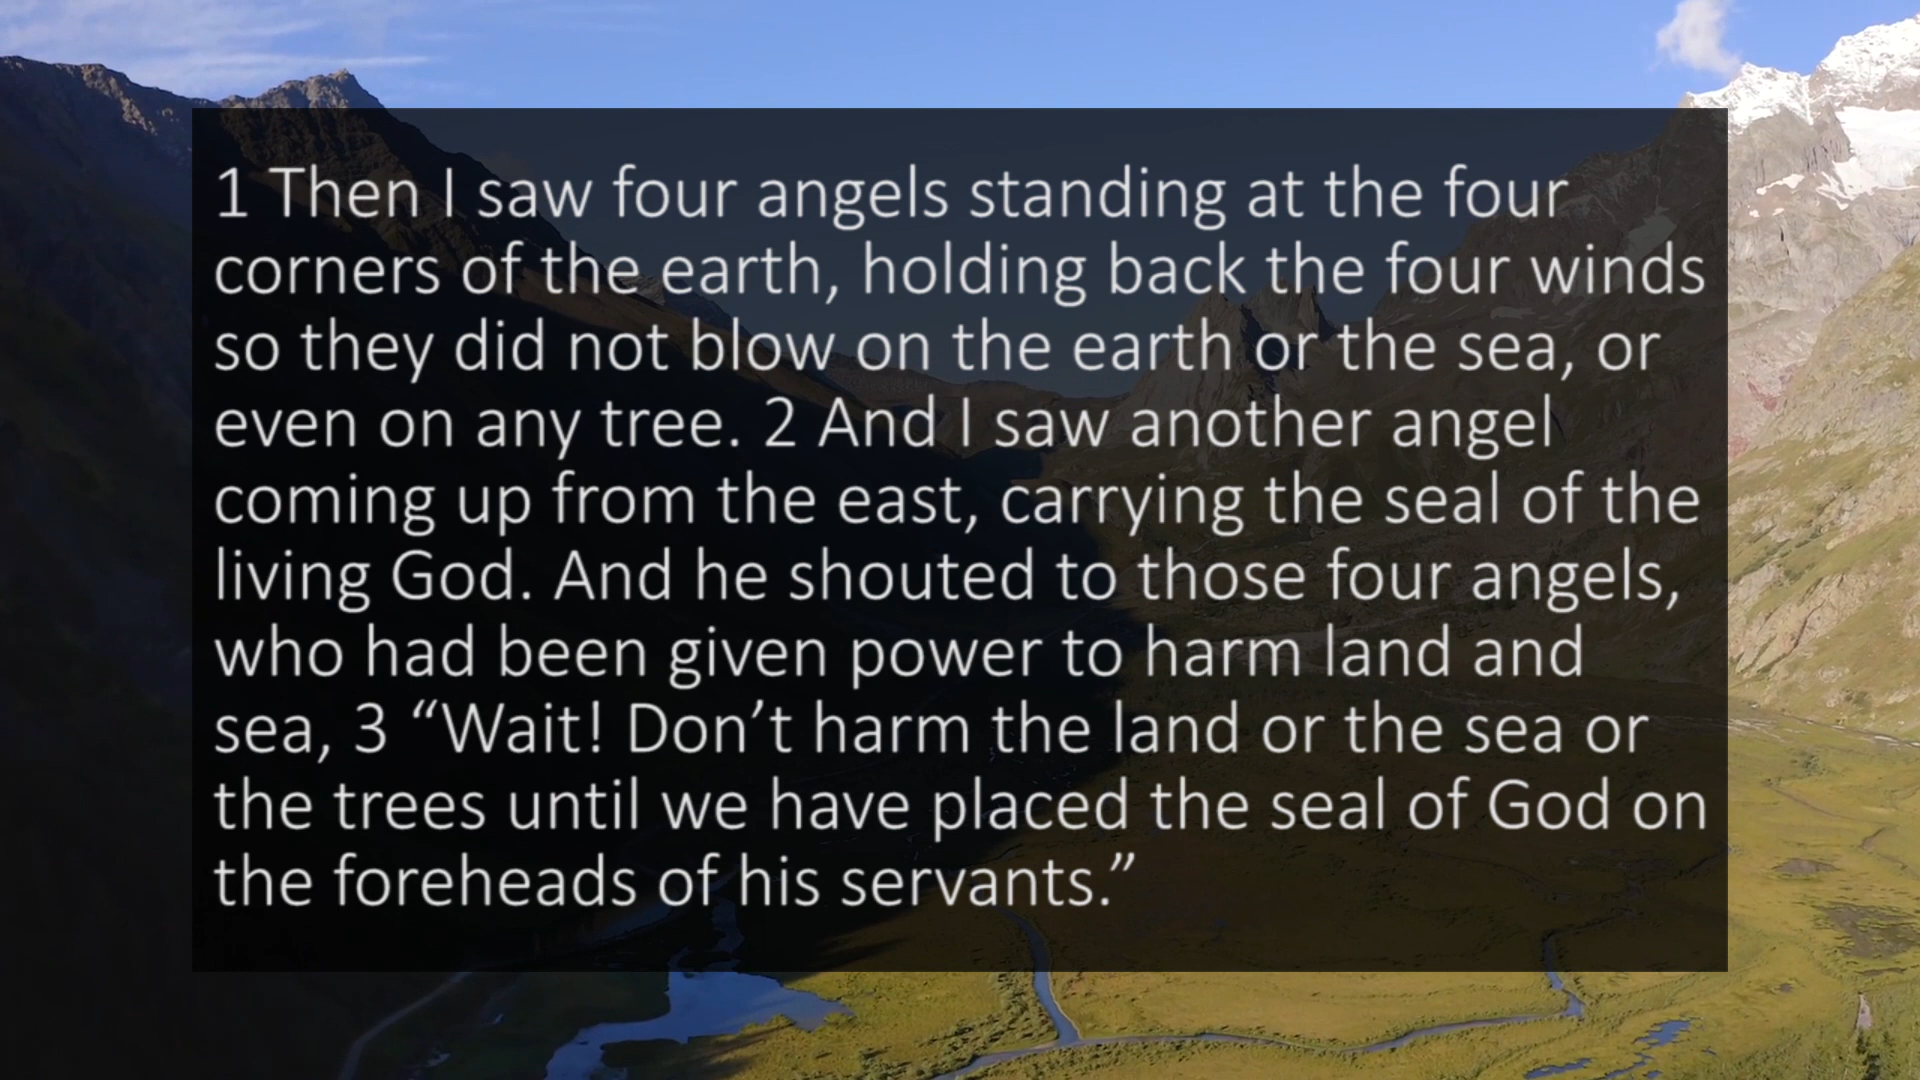 1 Then I saw four angels standing at the four
corners of the earth, holding back the four winds
so they did not blow on the earth or the sea, or
even on any tree. 2 And I saw another angel
coming up from the east, carrying the seal of the
living God. And he shouted to those four angels,
who had been given power to harm land and
sea, 3 “Wait! Don’t harm the land or the sea or
the trees until we have placed the seal of God on
the foreheads of his servants.”